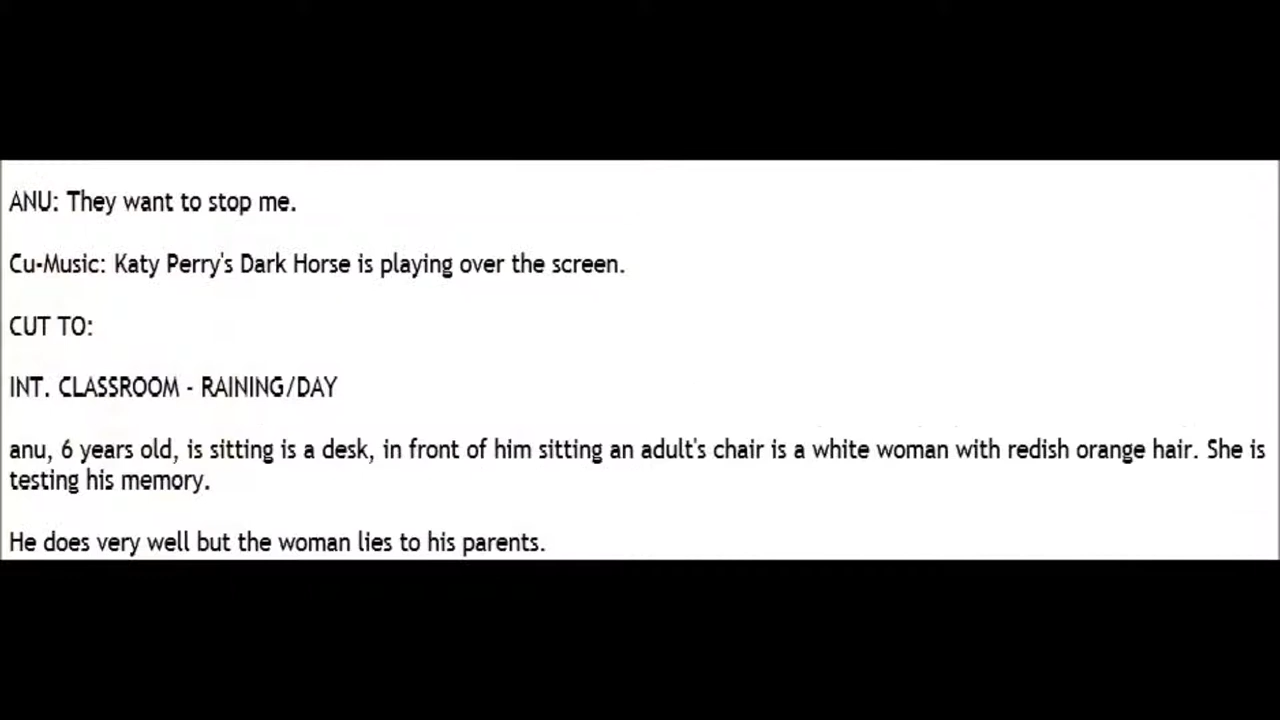 ANU: They want to stop me.
Cu-Music: Katy Perry's Dark Horse is playing over the screen.
CUT TO:
INT. CLASSROOM - RAINING/DAY
anu, 6 years old, is sitting is a desk, in front of him sitting an adult's chair is a white woman with redish orange hair. She is
testing his memory.
He does very well but the woman lies to his parents.